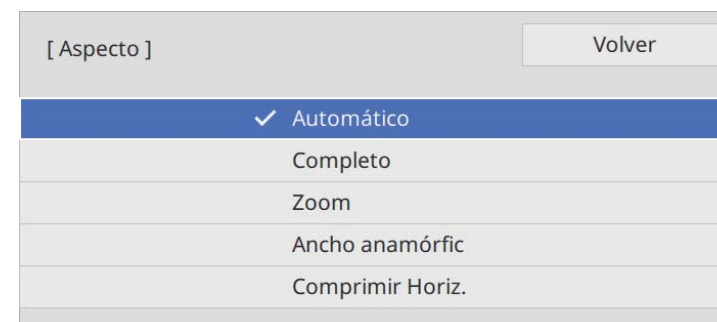 [ Aspecto ] Volver
Automático
Completo
Zoom
Ancho anamórfic
Comprimir Horiz.